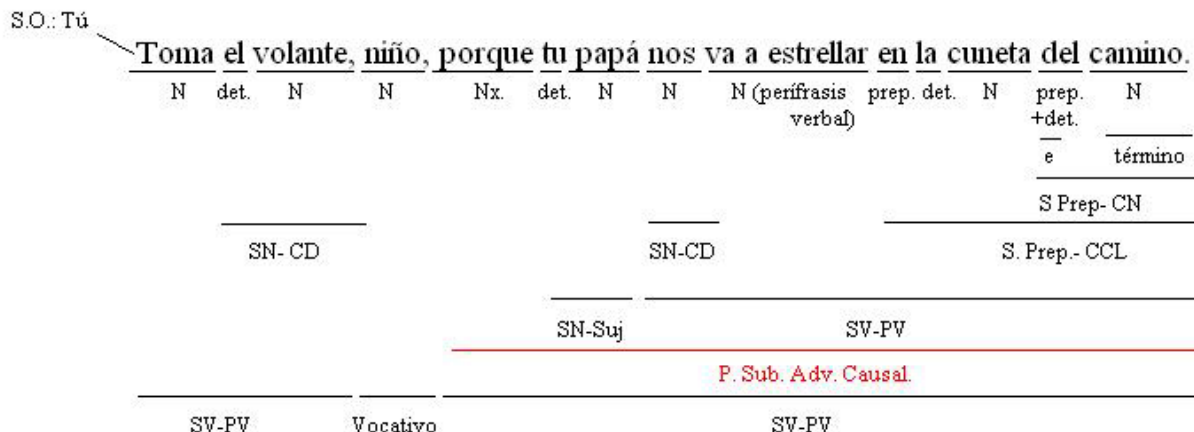 S.O.: Tú
Toma el volante, niño, porque tu papá nos va a estrellar en la cuneta del camino.
N det. N N Nx. det. N N N (perífrasis prep. det. N prep. N
verbal) +det.
e término
S Prep- CN
SN- CD SN-CD S. Prep.- CCL
SN-Suj SV-PV
P. Sub. Adv. Causal.
SV-PV Vocativo SV-PV